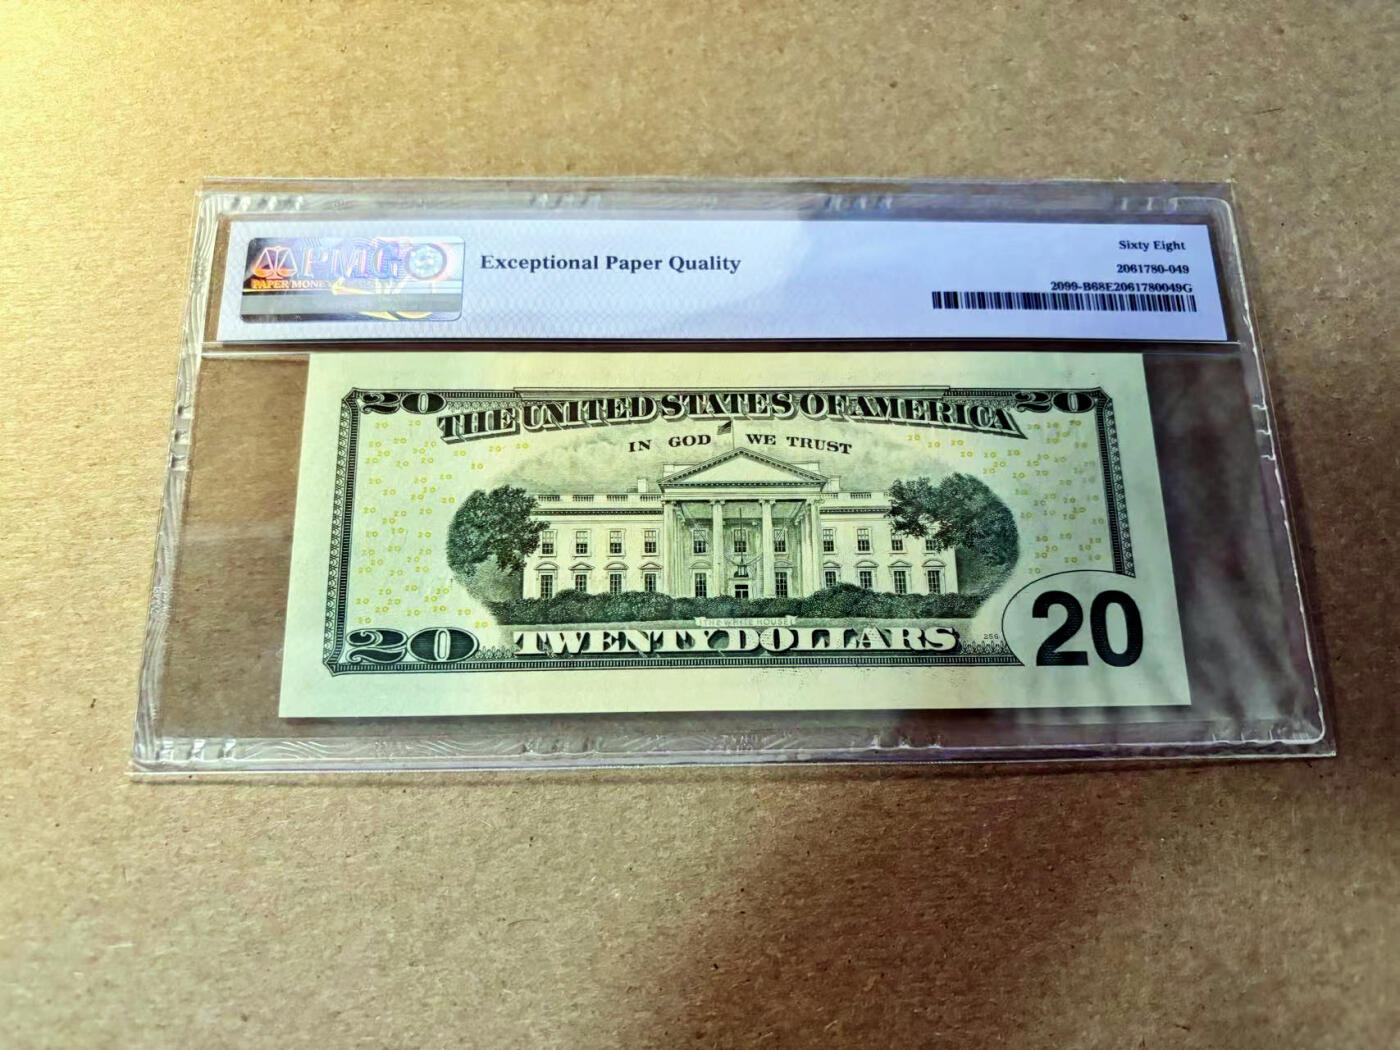 PMG
PAPER MONEY
Exceptional Paper Quality
Sixty Eight
2061780-049
2099-B68E2061780049G
20
20
THE UNITED STATES OF AMERICA
IN GOD WE TRUST
THE WHITE HOUSE
20
TWENTY DOLLARS
256
20